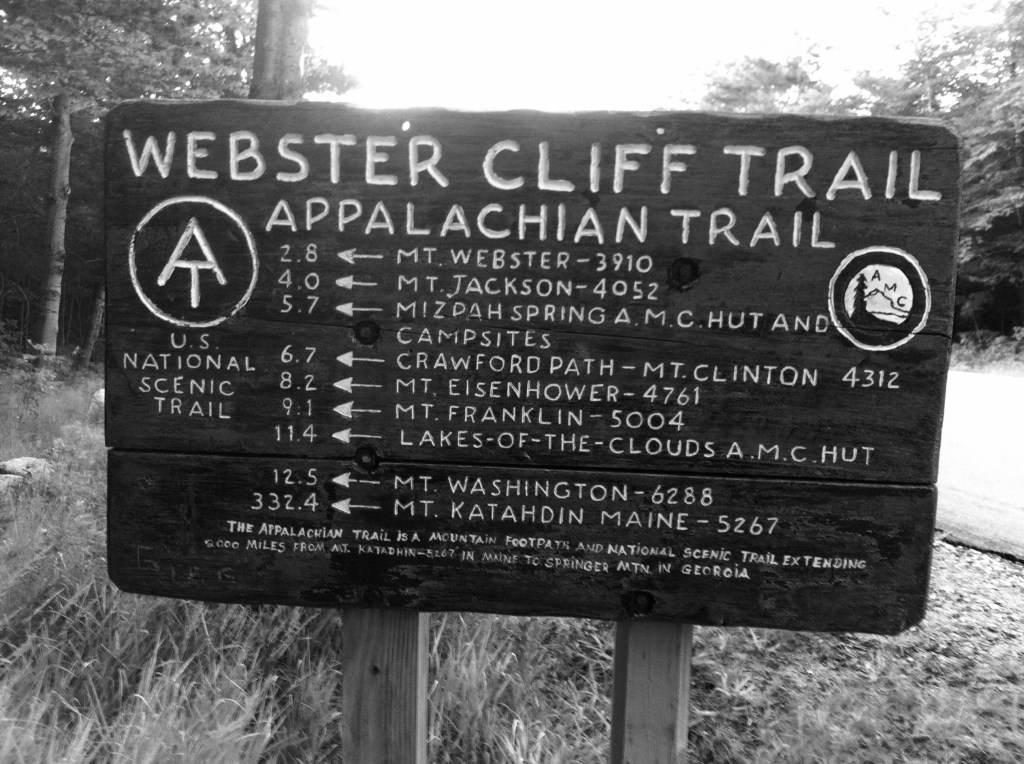 WEBSTER CLIFF TRAIL
APPALACHIAN TRAIL
AT
U.S.
NATIONAL
SCENIC
TRAIL
AMC
2.8 ← MT. WEBSTER - 3910
4.0 ← MT. JACKSON - 4052
5.7 ← MIZPAH SPRING A.M.C. HUT AND
CAMPSITES
6.7 ← CRAWFORD PATH - MT. CLINTON 4312
8.2 ← MT. EISENHOWER - 4761
9.1 ← MT. FRANKLIN - 5004
11.4 ← LAKES-OF-THE-CLOUDS A.M.C. HUT
12.5 ← MT. WASHINGTON - 6288
332.4 ← MT. KATAHDIN MAINE - 5267
THE APPALACHIAN TRAIL IS A MOUNTAIN FOOTPATH AND NATIONAL SCENIC TRAIL EXTENDING
2000 MILES FROM MT. KATADHIN-5267 IN MAINE TO SPRINGER MTN. IN GEORGIA